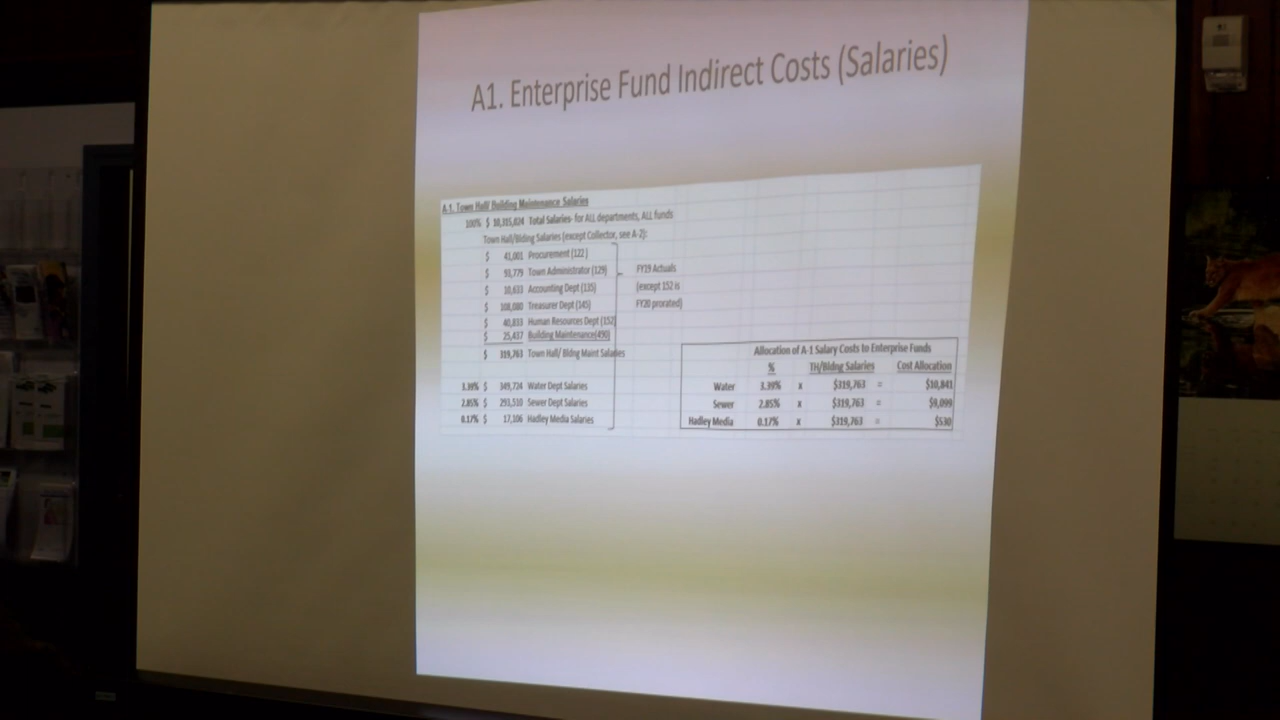 A1. Enterprise Fund Indirect Costs (Salaries)
A.1. Town Hall/ Building Maintenance Salaries
100% $ 10,315,824 Total Salaries- for ALL departments, ALL funds
Town Hall/Blding Salaries (except Collector, see A-2):
$ 41,001 Procurement (122)
$ 93,779 Town Administrator (129)
$ 10,633 Accounting Dept (135)
$ 108,080 Treasurer Dept (145)
$ 40,833 Human Resources Dept (152)
$ 25,437 Building Maintenance(490)
$ 319,763 Town Hall/ Bldng Maint Salaries
FY19 Actuals
(except 152 is
FY20 prorated)
3.39% $ 349,724 Water Dept Salaries
2.85% $ 293,510 Sewer Dept Salaries
0.17% $ 17,106 Hadley Media Salaries
Allocation of A-1 Salary Costs to Enterprise Funds
% TH/Bldng Salaries Cost Allocation
Water 3.39% x $319,763 = $10,841
Sewer 2.85% x $319,763 = $9,099
Hadley Media 0.17% x $319,763 = $530